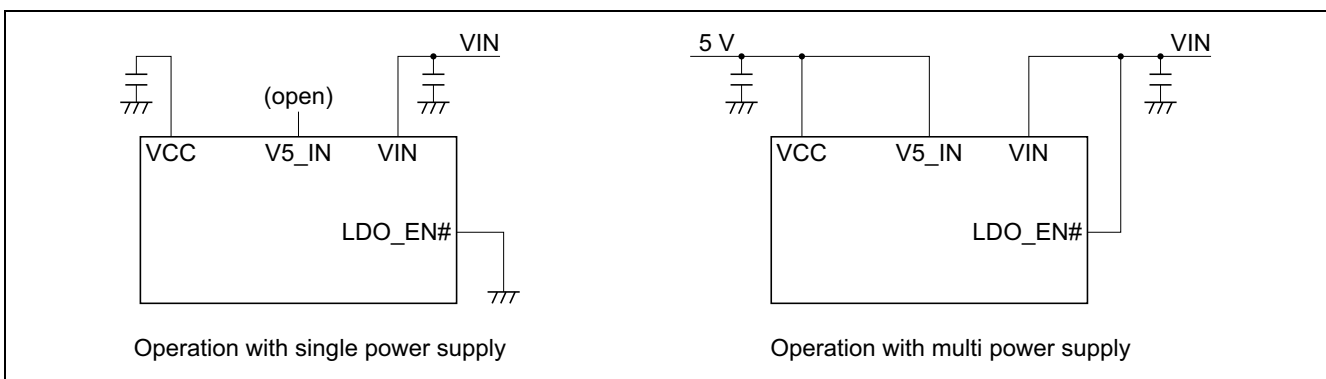 VIN
(open)
VCC V5_IN VIN
LDO_EN#
Operation with single power supply
5 V VIN
VCC V5_IN VIN
LDO_EN#
Operation with multi power supply